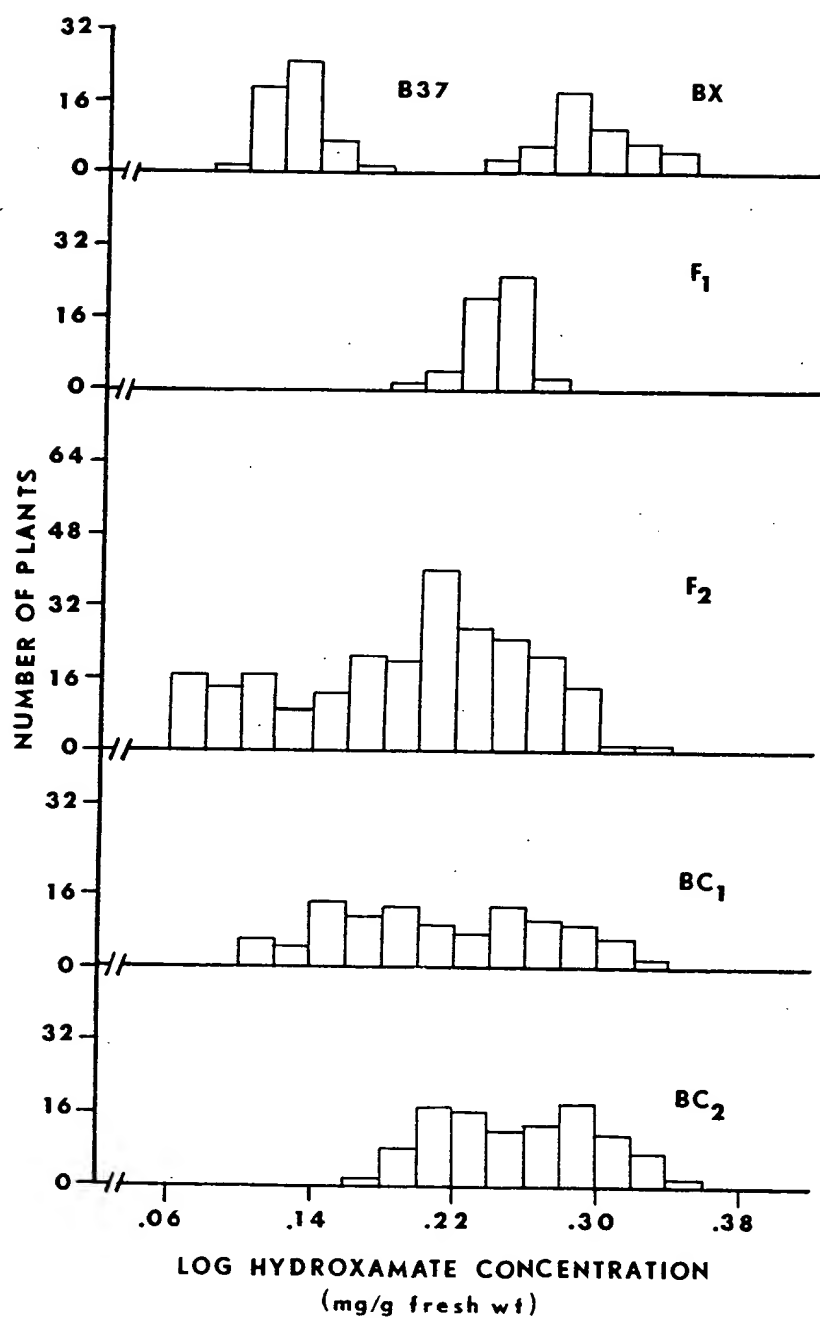 32
16
0
B37
BX
32
16
0
F1
64
48
32
16
0
F2
NUMBER OF PLANTS
32
16
0
BC1
32
16
0
BC2
.06
.14
.22
.30
.38
LOG HYDROXAMATE CONCENTRATION
(mg/g fresh wt)